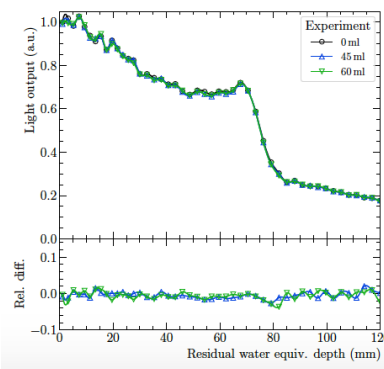 Light output (a.u.)
1.0
0.8
0.6
0.4
0.2
0.0
Experiment
0 ml
45 ml
60 ml
Rel. diff.
0.1
0.0
−0.1
0 20 40 60 80 100 12
Residual water equiv. depth (mm)